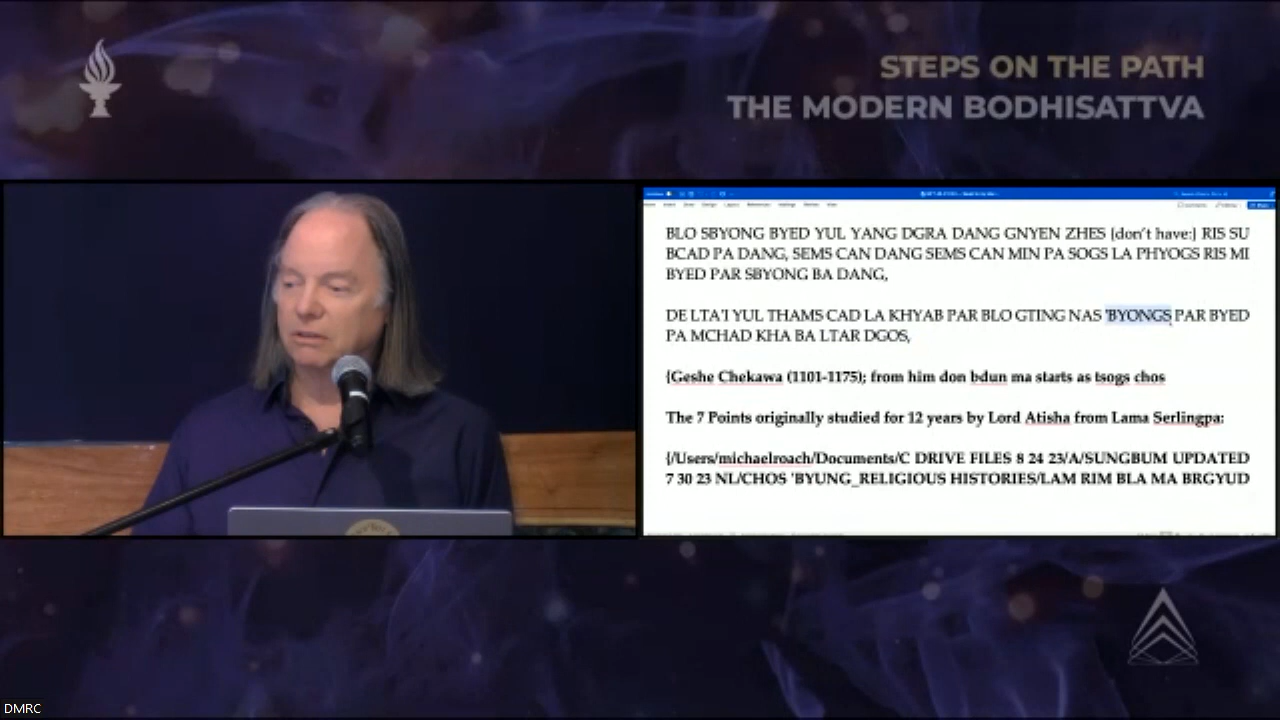 STEPS ON THE PATH
THE MODERN BODHISATTVA
BLO SBYONG BYED YUL YANG DGRA DANG GNYEN ZHES {don't have:} RIS SU
BCAD PA DANG, SEMS CAN DANG SEMS CAN MIN PA SOGS LA PHYOGS RIS MI
BYED PAR SBYONG BA DANG,
DE LTA'I YUL THAMS CAD LA KHYAB PAR BLO GTING NAS 'BYONGS PAR BYED
PA MCHAD KHA BA LTAR DGOS,
{Geshe Chekawa (1101-1175); from him don bdun ma starts as tsogs chos
The 7 Points originally studied for 12 years by Lord Atisha from Lama Serlingpa:
{/Users/michaelroach/Documents/C DRIVE FILES 8 24 23/A/SUNGBUM UPDATED
7 30 23 NL/CHOS 'BYUNG_RELIGIOUS HISTORIES/LAM RIM BLA MA BRGYUD
DMRC